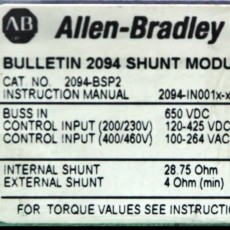 AB Allen-Bradley
BULLETIN 2094 SHUNT MODU
CAT NO. 2094-BSP2
INSTRUCTION MANUAL 2094-IN001x-x
BUSS IN 650 VDC
CONTROL INPUT (200/230V) 120-425 VDC
CONTROL INPUT (400/460V) 100-264 VAC
INTERNAL SHUNT 28.75 Ohm
EXTERNAL SHUNT 4 Ohm (min)
FOR TORQUE VALUES SEE INSTRUCTIO